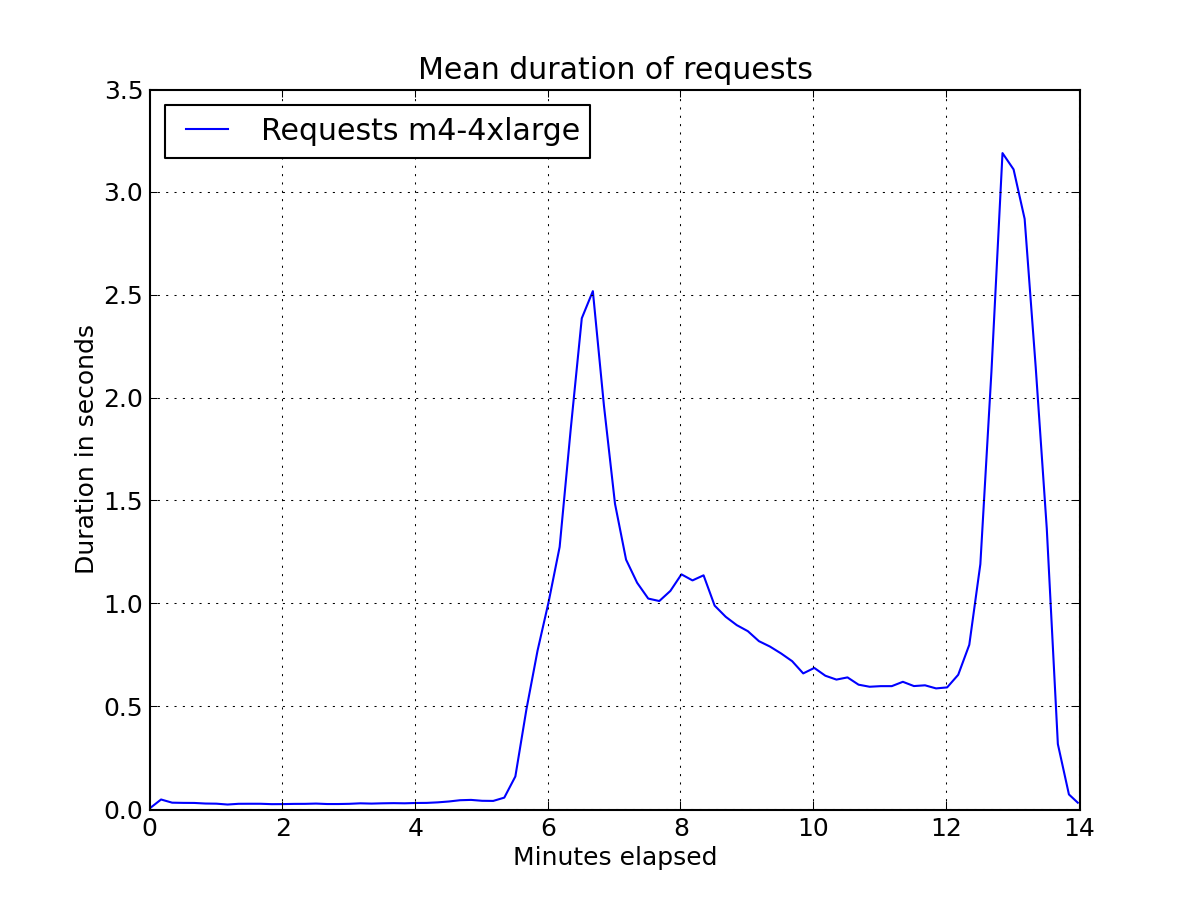 Mean duration of requests
Requests m4-4xlarge
3.5
3.0
2.5
2.0
1.5
1.0
0.5
0.0
Duration in seconds
0 2 4 6 8 10 12 14
Minutes elapsed